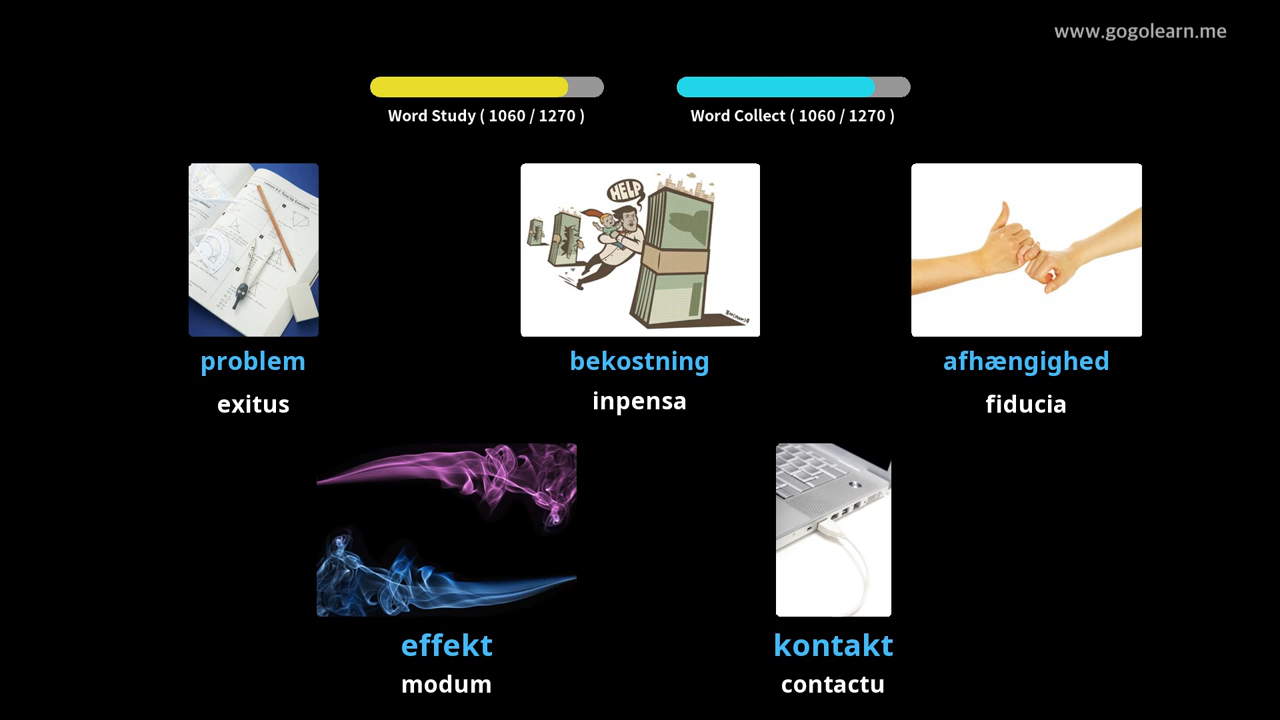 www.gogolearn.me
Word Study ( 1060 / 1270 )
Word Collect ( 1060 / 1270 )
HELP
problem
bekostning
afhængighed
exitus
inpensa
fiducia
effekt
kontakt
modum
contactu